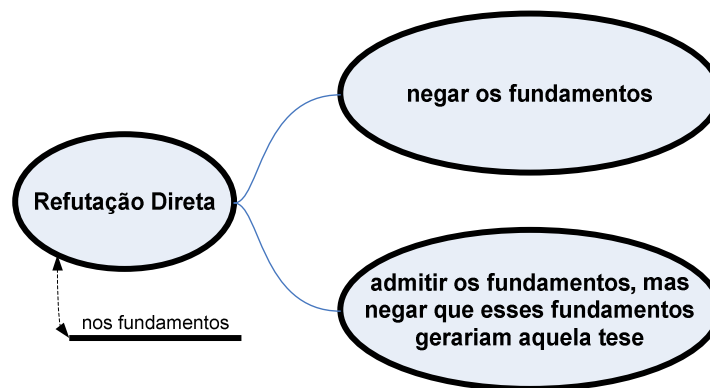 negar os fundamentos
Refutação Direta
admitir os fundamentos, mas
negar que esses fundamentos
gerariam aquela tese
nos fundamentos